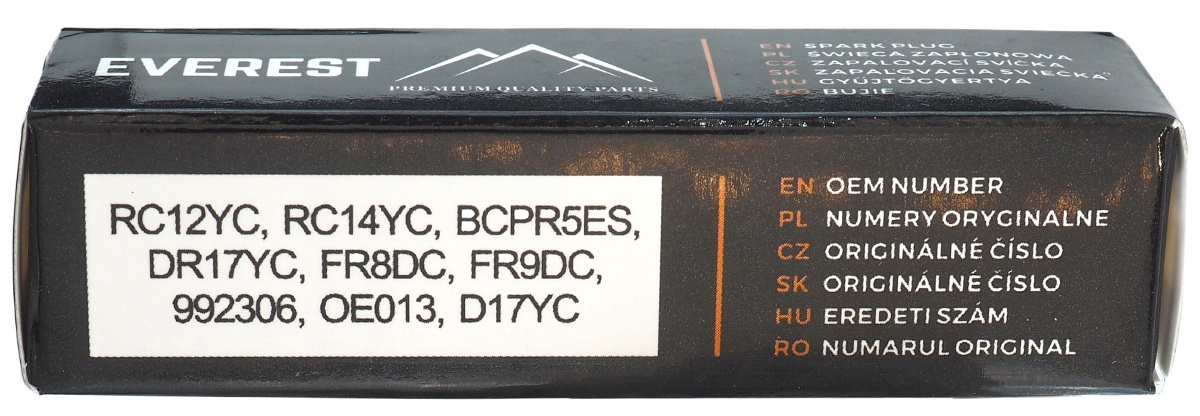 EVEREST
PREMIUM QUALITY PARTS
EN SPARK PLUG
PL ŚWIECA ZAPŁONOWA
CZ ZAPALOVACÍ SVÍČKA
SK ZAPAĽOVACIA SVIEČKA
HU GYÚJTÓGYERTYA
RO BUJIE
RC12YC, RC14YC, BCPR5ES,
DR17YC, FR8DC, FR9DC,
992306, OE013, D17YC
EN OEM NUMBER
PL NUMERY ORYGINALNE
CZ ORIGINÁLNÉ ČÍSLO
SK ORIGINÁLNÉ ČÍSLO
HU EREDETI SZÁM
RO NUMARUL ORIGINAL